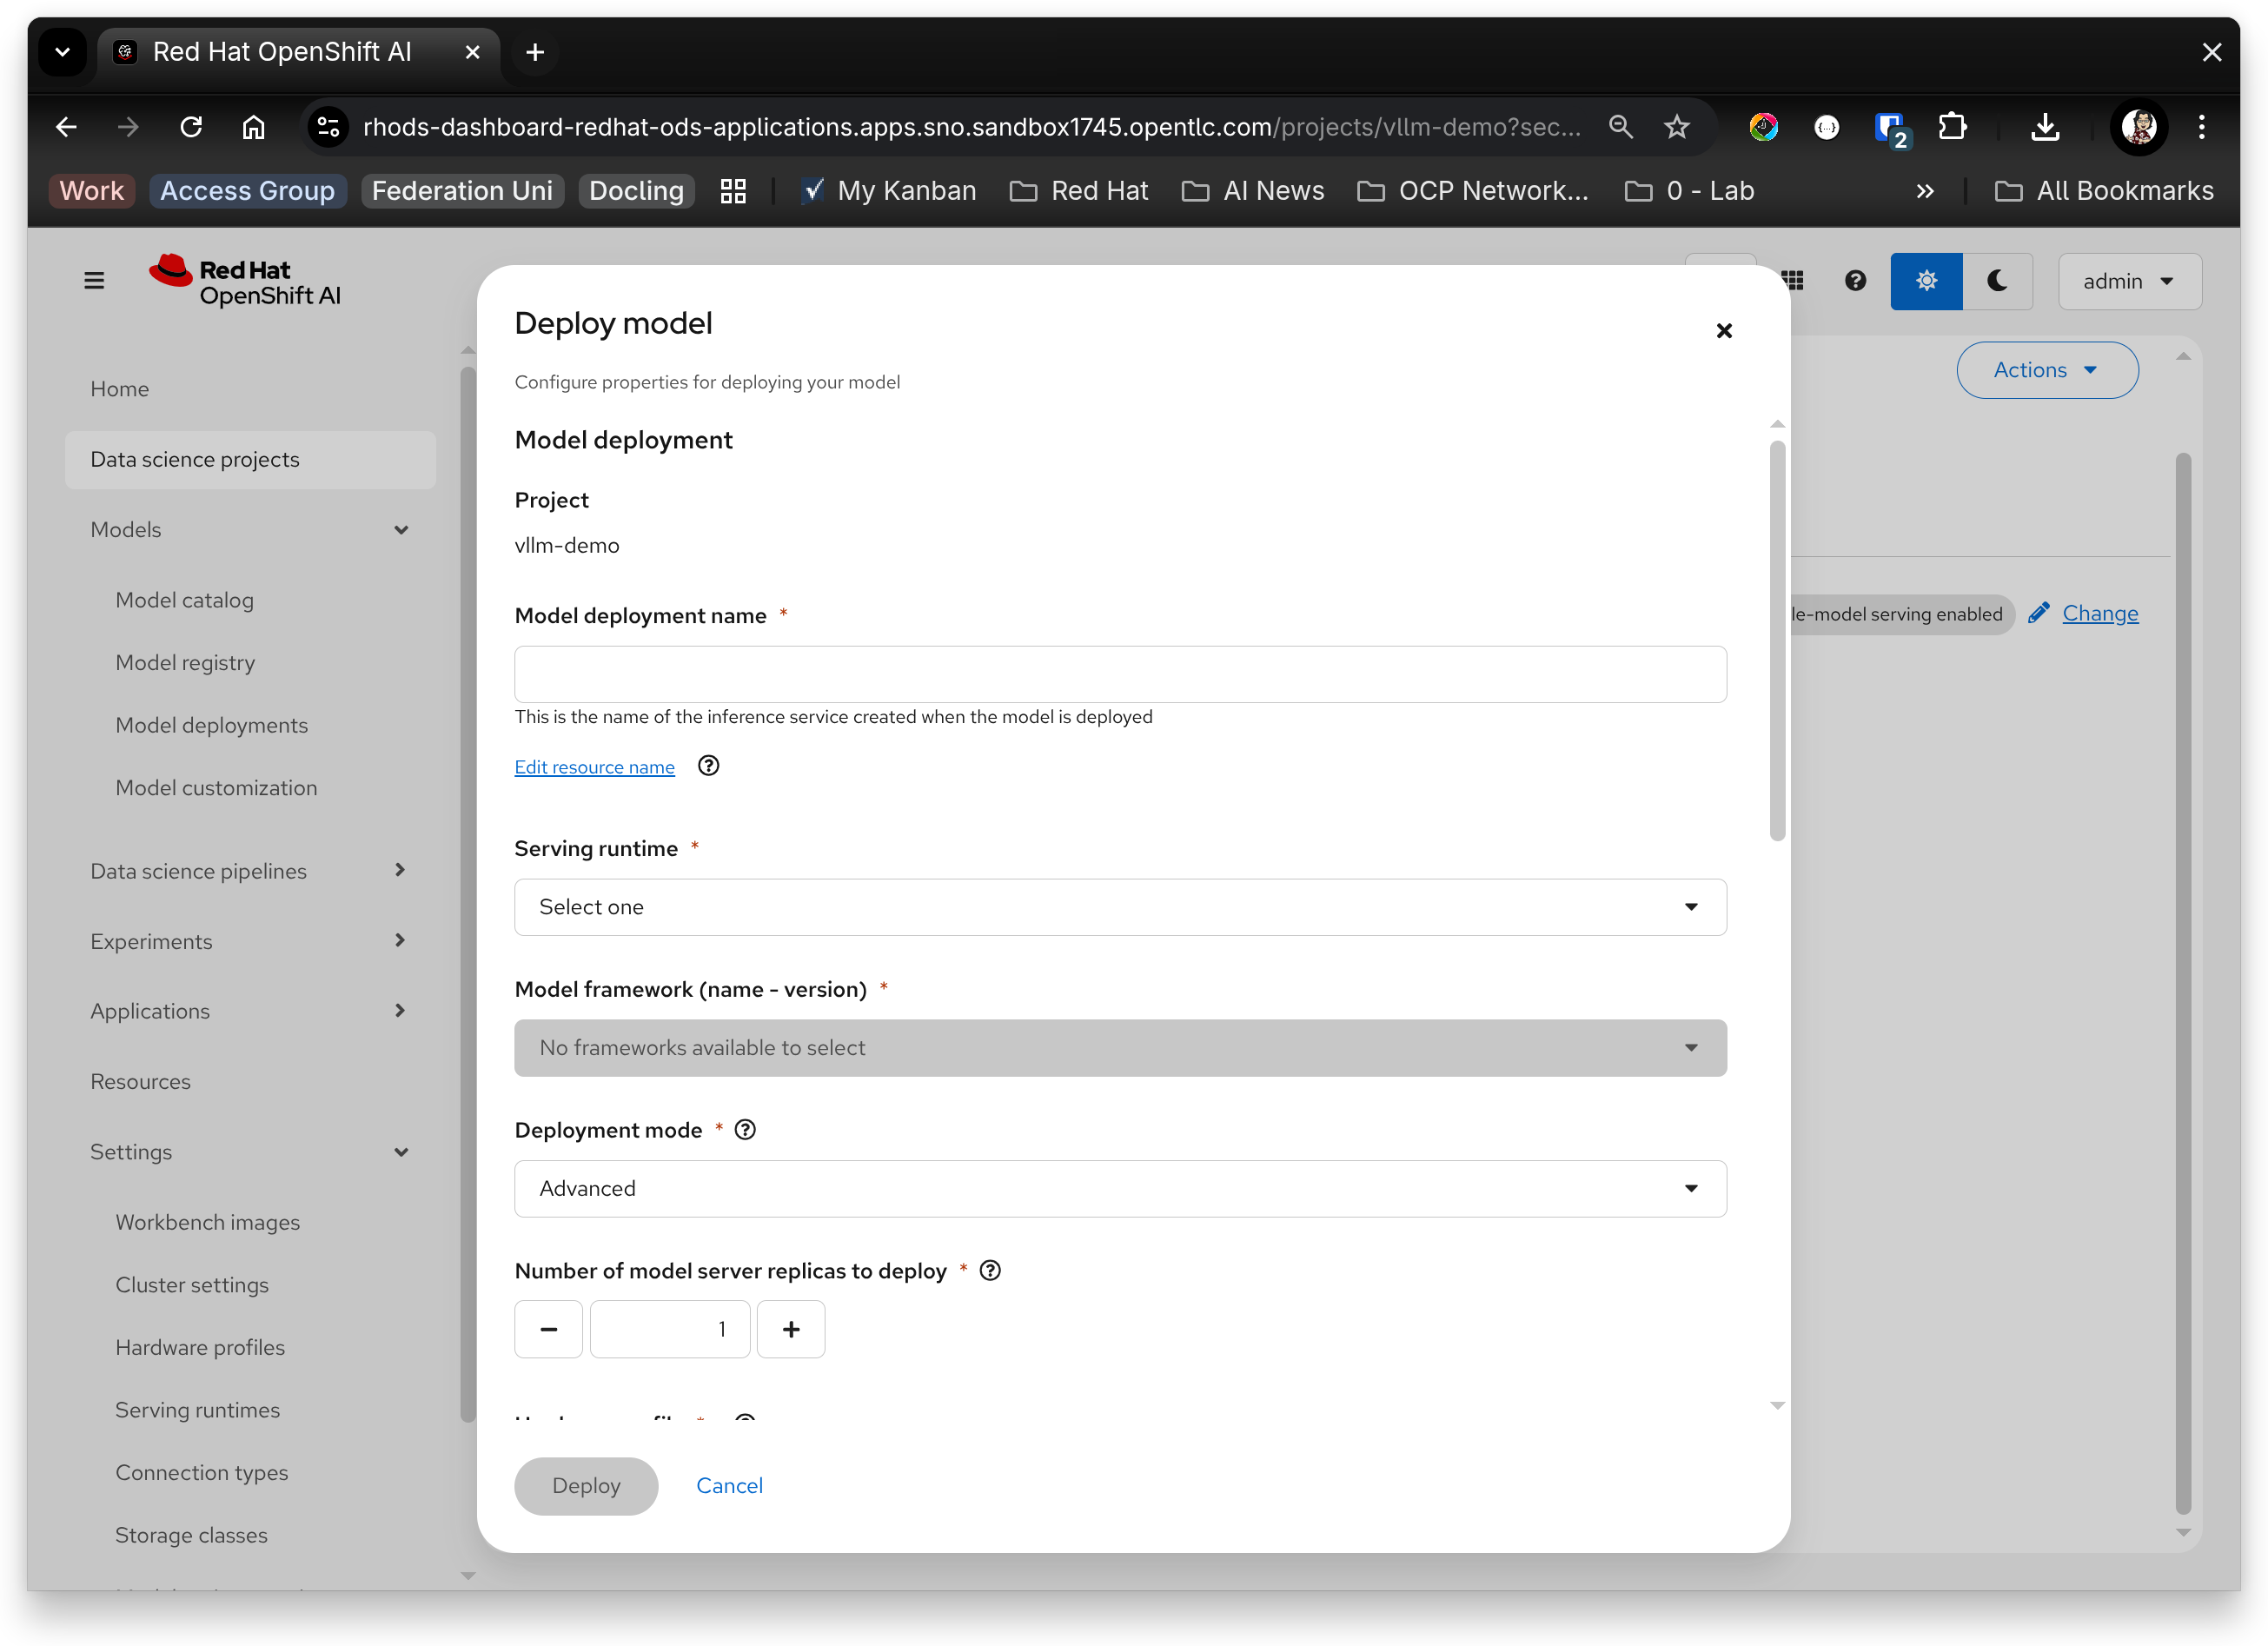 Red Hat OpenShift AI
rhods-dashboard-redhat-ods-applications.apps.sno.sandbox1745.opentlc.com/projects/vllm-demo?sec...
2
Work
Access Group
Federation Uni
Docling
My Kanban
Red Hat
AI News
OCP Network...
0 - Lab
All Bookmarks
Red Hat
OpenShift AI
admin
Home
Data science projects
Models
Model catalog
Model registry
Model deployments
Model customization
Data science pipelines
Experiments
Applications
Resources
Settings
Workbench images
Cluster settings
Hardware profiles
Serving runtimes
Connection types
Storage classes
Actions
le-model serving enabled
Change
Deploy model
Configure properties for deploying your model
Model deployment
Project
vllm-demo
Model deployment name *
This is the name of the inference service created when the model is deployed
Edit resource name
Serving runtime *
Select one
Model framework (name - version) *
No frameworks available to select
Deployment mode *
Advanced
Number of model server replicas to deploy *
1
Deploy
Cancel